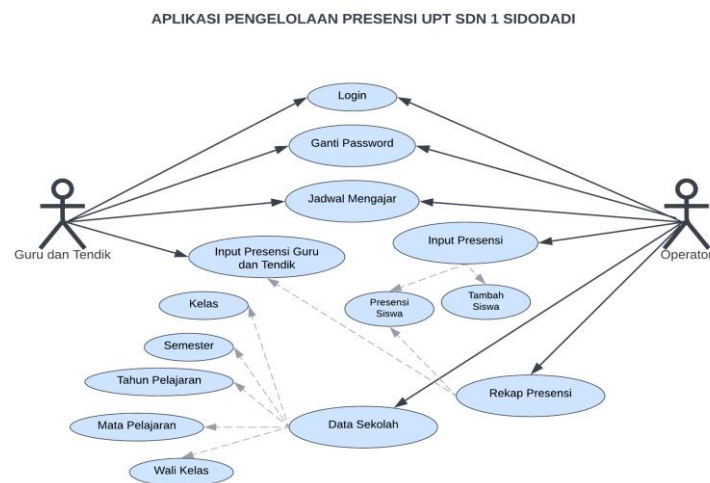 APLIKASI PENGELOLAAN PRESENSI UPT SDN 1 SIDODADI
Login
Ganti Password
Jadwal Mengajar
Guru dan Tendik
Input Presensi Guru
dan Tendik
Input Presensi
Operator
Kelas
Presensi
Siswa
Tambah
Siswa
Semester
Tahun Pelajaran
Rekap Presensi
Mata Pelajaran
Data Sekolah
Wali Kelas